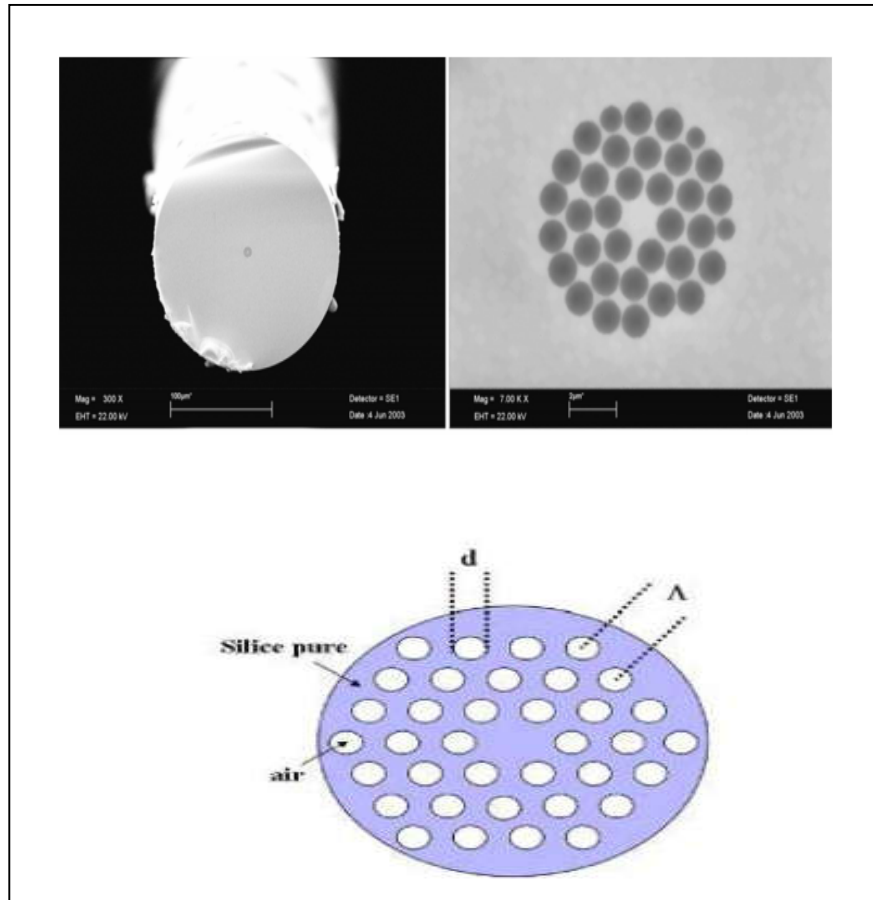 Mag = 300 X
100µm*
Detector = SE1
EHT = 22.00 kV
Date :4 Jun 2003
Mag = 7.00 K X
2µm*
Detector = SE1
EHT = 22.00 kV
Date :4 Jun 2003
d
Λ
Silice pure
air